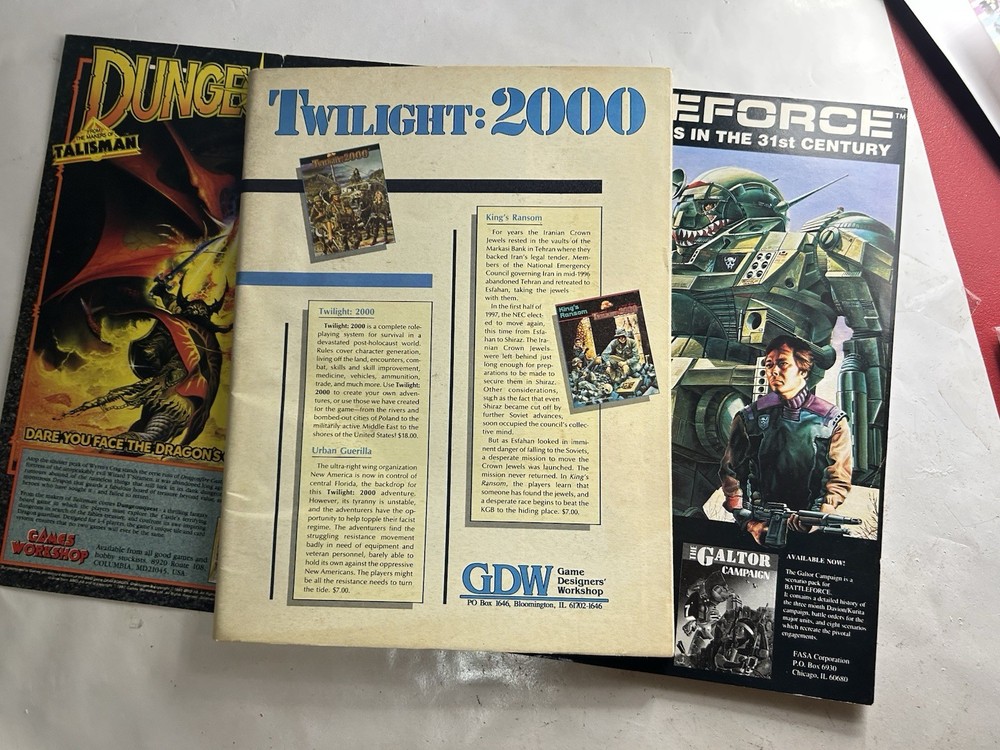 DUNGE
FROM
THE MAKERS OF
TALISMAN
DARE YOU FACE THE DRAGON'S
GAMES
WORKSHOP
Available from all good games and
hobby stockists, 8920 Route 108,
COLUMBIA, MD21045. USA.
TWILIGHT: 2000
Twilight: 2000
Twilight: 2000
Twilight: 2000 is a complete role-
playing system for survival in a
devastated post-holocaust world.
Rules cover character generation,
living off the land, encounters, com-
bat, skills and skill improvement,
medicine, vehicles, ammunition,
trade, and much more. Use Twilight:
2000 to create your own adven-
tures, or use those we have created
for the game—from the rivers and
bombed-out cities of Poland to the
militarily active Middle East to the
shores of the United States! $18.00.
Urban Guerilla
The ultra-right wing organization
New America is now in control of
central Florida, the backdrop for
this Twilight: 2000 adventure.
However, its tyranny is unstable,
and the adventurers have the op-
portunity to help topple their facist
regime. The adventurers find the
struggling resistance movement
badly in need of equipment and
veteran personnel, barely able to
hold its own against the oppressive
New Americans. The players might
be all the resistance needs to turn
the tide. $7.00.
King's Ransom
For years the Iranian Crown
Jewels rested in the vaults of the
Markasi Bank in Tehran where they
backed Iran's legal tender. Mem-
bers of the National Emergency
Council governing Iran in mid-1996
abandoned Tehran and retreated to
Esfahan, taking the jewels
with them.
In the first half of
1997, the NEC elect-
ed to move again,
this time from Esfa-
han to Shiraz. The Ira-
nian Crown Jewels
were left behind just
long enough for prep-
arations to be made to
secure them in Shiraz.
Other considerations,
sugh as the fact that even
Shiraz became cut off by
further Soviet advances,
soon occupied the council's collec-
tive mind.
But as Esfahan looked in immi-
nent danger of falling to the Soviets,
a desperate mission to move the
Crown Jewels was launched. The
mission never returned. In King's
Ransom, the players learn that
someone has found the jewels, and
a desperate race begins to beat the
KGB to the hiding place. $7.00.
King's
Ransom
Twilight: 2000
GDW Game
Designers'
Workshop
PO Box 1646, Bloomington, IL 61702-1646
EFORCE™
S IN THE 31st CENTURY
THE GALTOR
CAMPAIGN
AVAILABLE NOW!
The Galtor Campaign is a
scenario pack for
BATTLEFORCE.
It contains a detailed history of
the three month Davion/Kurita
campaign, battle orders for the
major units, and eight scenarios
which recreate the pivotal
engagements.
FASA Corporation
P.O. Box 6930
Chicago, IL 60680